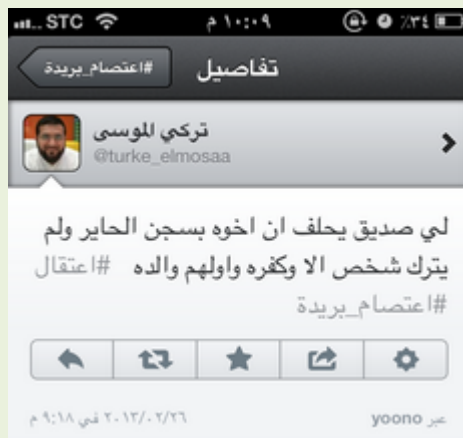 STC ١٠:٠٩ م ٪٣٤
#اعتصام_بريدة تفاصيل
تركي الموسى
@turke_elmosaa
لي صديق يحلف ان اخوه بسجن الحاير ولم
يترك شخص الا وكفره واولهم والده #اعتقال
#اعتصام_بريدة
٢٠١٣/٠٢/٢٦ في ٩:١٨ م عبر yoono